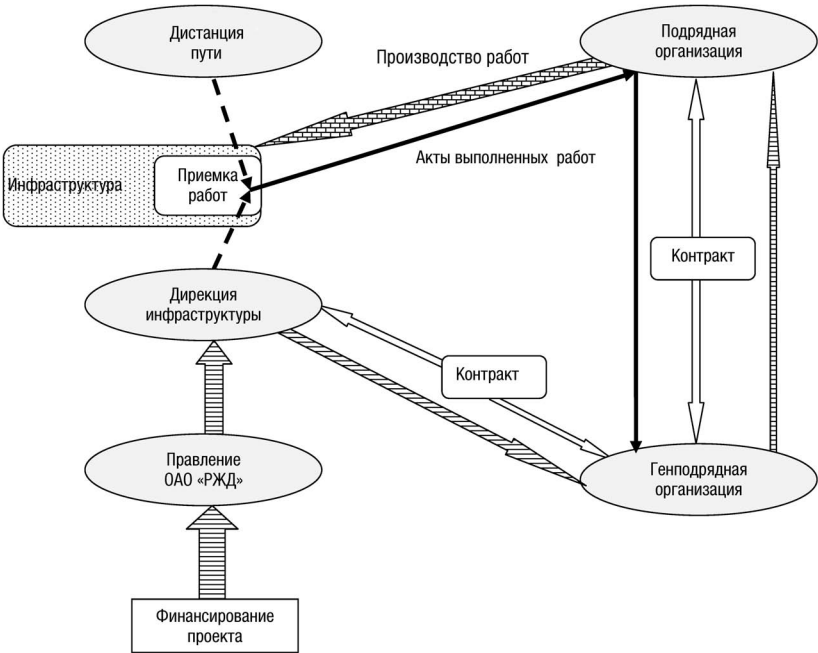 Дистанция
пути
Подрядная
организация
Производство работ
Акты выполненных работ
Инфраструктура
Приемка
работ
Контракт
Дирекция
инфраструктуры
Контракт
Правление
ОАО «РЖД»
Генподрядная
организация
Финансирование
проекта